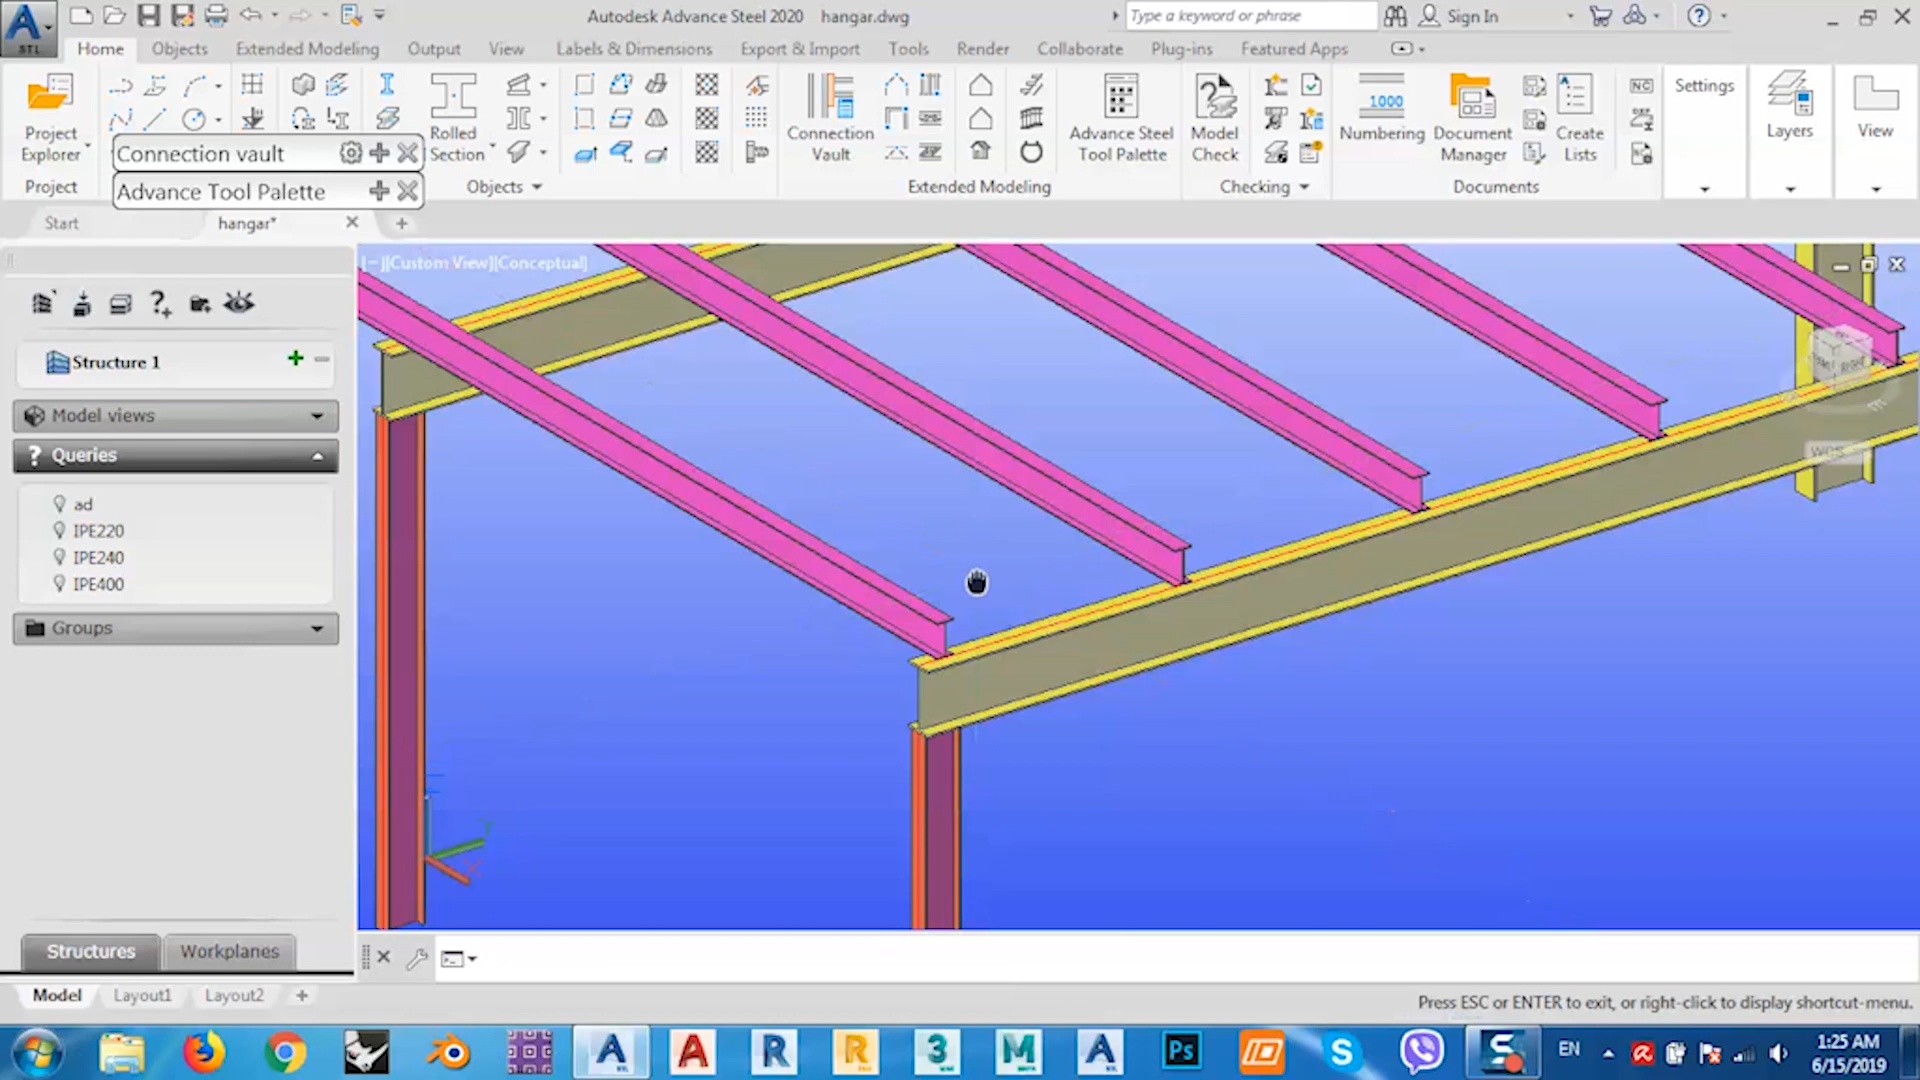 Autodesk Advance Steel 2020 hangar.dwg
Type a keyword or phrase
Sign In
STL
Home Objects Extended Modeling Output View Labels & Dimensions Export & Import Tools Render Collaborate Plug-ins Featured Apps
Project Explorer
Rolled Section
Connection Vault
Advance Steel Tool Palette
Model Check
1000
Numbering
Document Manager
Create Lists
NC
Settings
Layers
View
Connection vault
Advance Tool Palette
Project
Objects
Extended Modeling
Checking
Documents
Start
hangar*
[−][Custom View][Conceptual]
Structure 1
Model views
? Queries
ad
IPE220
IPE240
IPE400
Groups
RIGHT
WCS
Y
X
Structures
Workplanes
Model
Layout1
Layout2
Press ESC or ENTER to exit, or right-click to display shortcut-menu.
Ps
EN
1:25 AM
6/15/2019